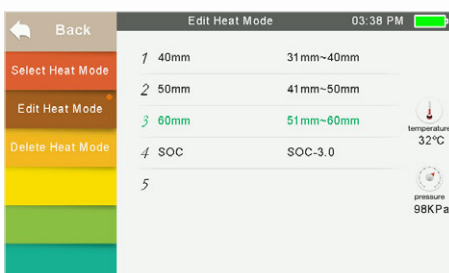 Edit Heat Mode 03:38 PM
Back
Select Heat Mode
Edit Heat Mode
Delete Heat Mode
1 40mm 31mm~40mm
2 50mm 41mm~50mm
3 60mm 51mm~60mm
4 SOC SOC-3.0
5
temperature
32°C
pressure
98KPa